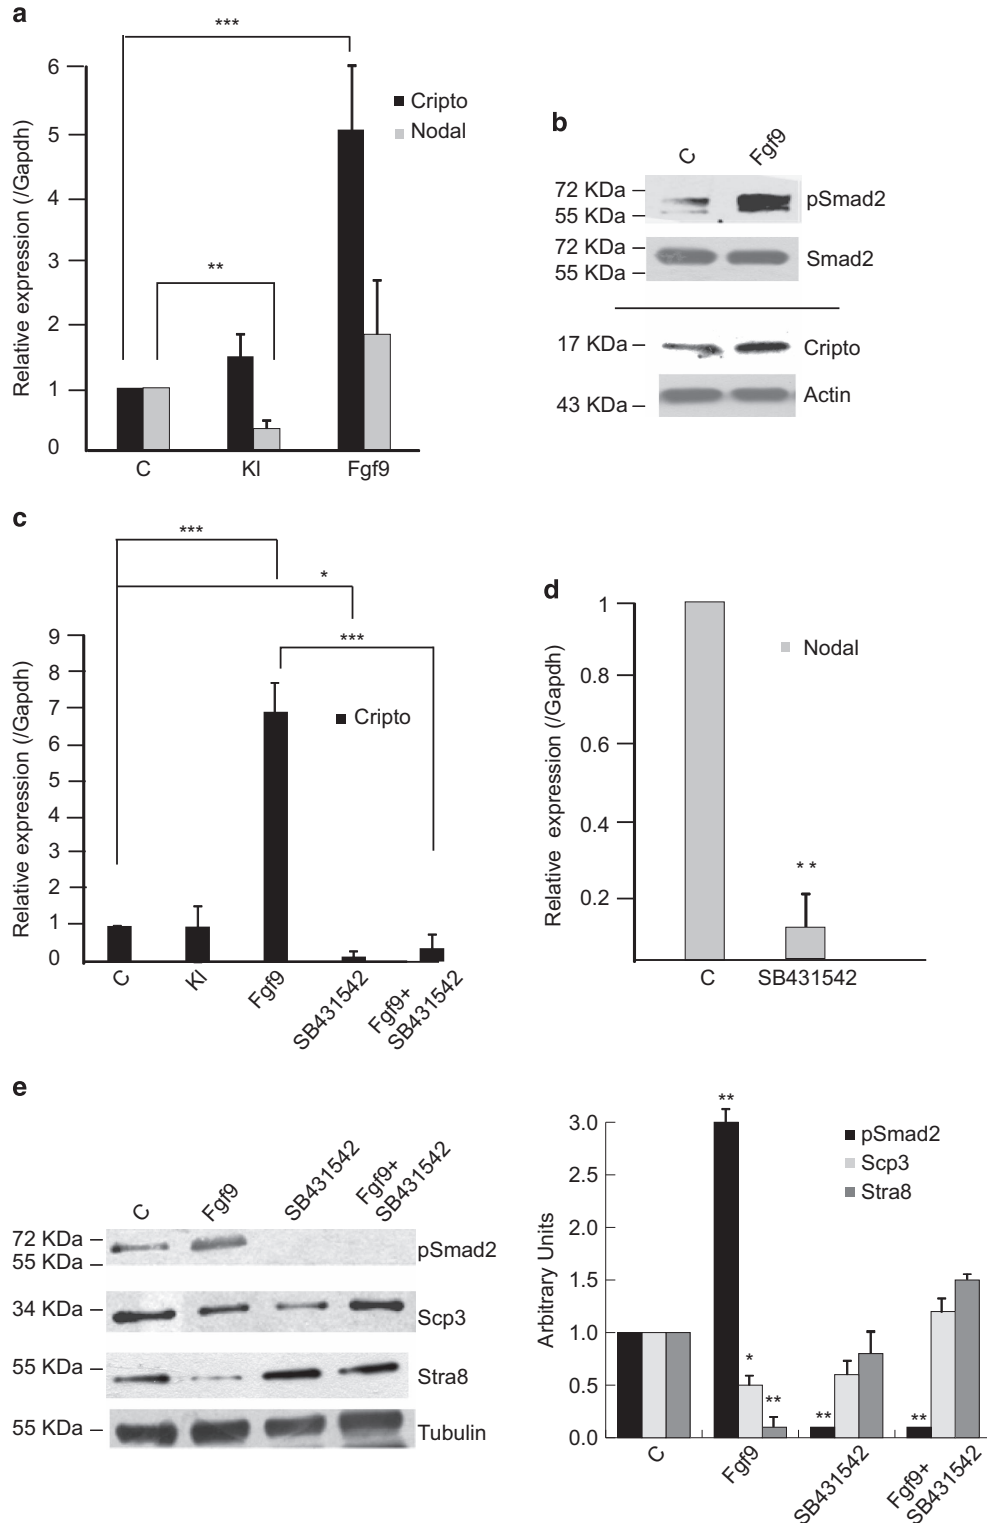 a
***
**
6
5
4
3
2
1
0
Relative expression (/Gapdh)
Cripto
Nodal
C
Kl
Fgf9
b
C
Fgf9
72 KDa
55 KDa
pSmad2
72 KDa
55 KDa
Smad2
17 KDa
Cripto
43 KDa
Actin
c
***
*
***
9
8
7
6
5
4
3
2
1
0
Relative expression (/Gapdh)
Cripto
C
Kl
Fgf9
SB431542
Fgf9+
SB431542
d
1
0.8
0.6
0.4
0.2
Relative expression (/Gapdh)
Nodal
**
C
SB431542
e
C
Fgf9
SB431542
Fgf9+
SB431542
72 KDa
55 KDa
pSmad2
34 KDa
Scp3
55 KDa
Stra8
55 KDa
Tubulin
3.0
2.5
2.0
1.5
1.0
0.5
0.0
Arbitrary Units
pSmad2
Scp3
Stra8
**
*
**
**
**
C
Fgf9
SB431542
Fgf9+
SB431542